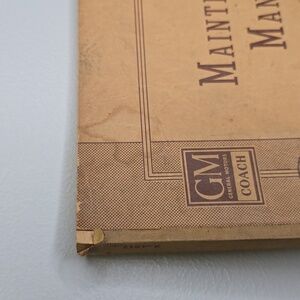 MAINT
MAN
GM
GENERAL MOTORS
COACH